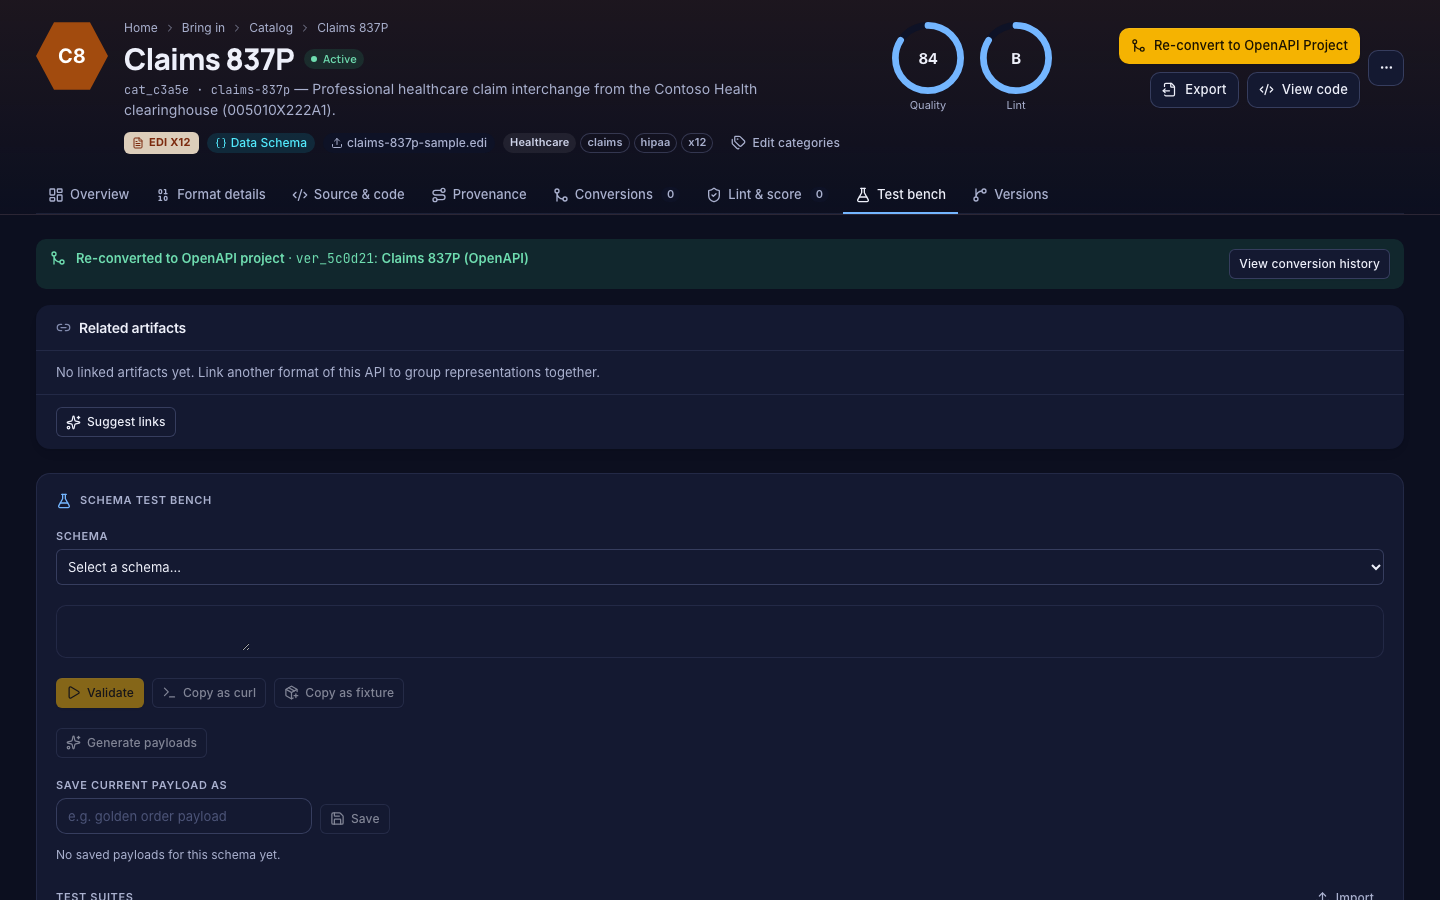 C8
Home > Bring in > Catalog > Claims 837P
Claims 837P Active
cat_c3a5e · claims-837p — Professional healthcare claim interchange from the Contoso Health
clearinghouse (005010X222A1).
EDI X12 Data Schema claims-837p-sample.edi Healthcare claims hipaa x12 Edit categories
84
Quality
B
Lint
Re-convert to OpenAPI Project
Export
View code
Overview Format details Source & code Provenance Conversions 0 Lint & score 0 Test bench Versions
Re-converted to OpenAPI project · ver_5c0d21: Claims 837P (OpenAPI)
View conversion history
Related artifacts
No linked artifacts yet. Link another format of this API to group representations together.
Suggest links
SCHEMA TEST BENCH
SCHEMA
Select a schema...
Validate Copy as curl Copy as fixture
Generate payloads
SAVE CURRENT PAYLOAD AS
e.g. golden order payload Save
No saved payloads for this schema yet.
TEST SUITES Import